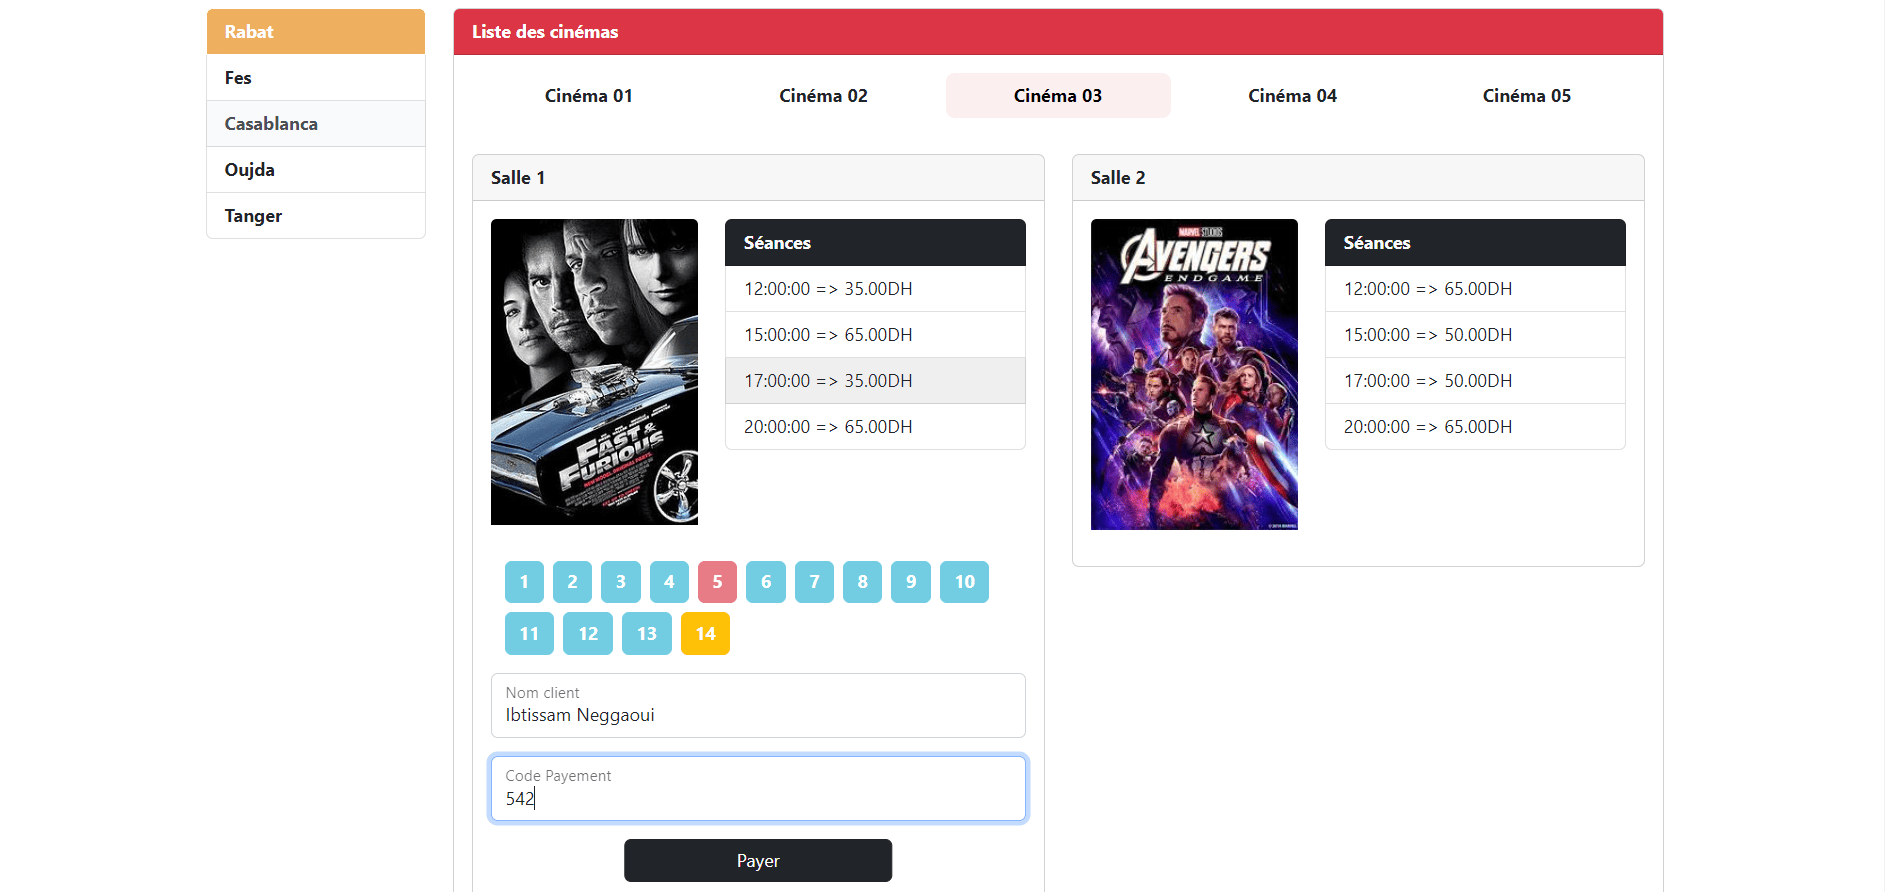 Rabat
Fes
Casablanca
Oujda
Tanger
Liste des cinémas
Cinéma 01
Cinéma 02
Cinéma 03
Cinéma 04
Cinéma 05
Salle 1
FAST &
FURIOUS
NEW MODEL. ORIGINAL PARTS.
Séances
12:00:00 => 35.00DH
15:00:00 => 65.00DH
17:00:00 => 35.00DH
20:00:00 => 65.00DH
1 2 3 4 5 6 7 8 9 10
11 12 13 14
Nom client
Ibtissam Neggaoui
Code Payement
542
Payer
Salle 2
MARVEL STUDIOS
AVENGERS
ENDGAME
Séances
12:00:00 => 65.00DH
15:00:00 => 50.00DH
17:00:00 => 50.00DH
20:00:00 => 65.00DH